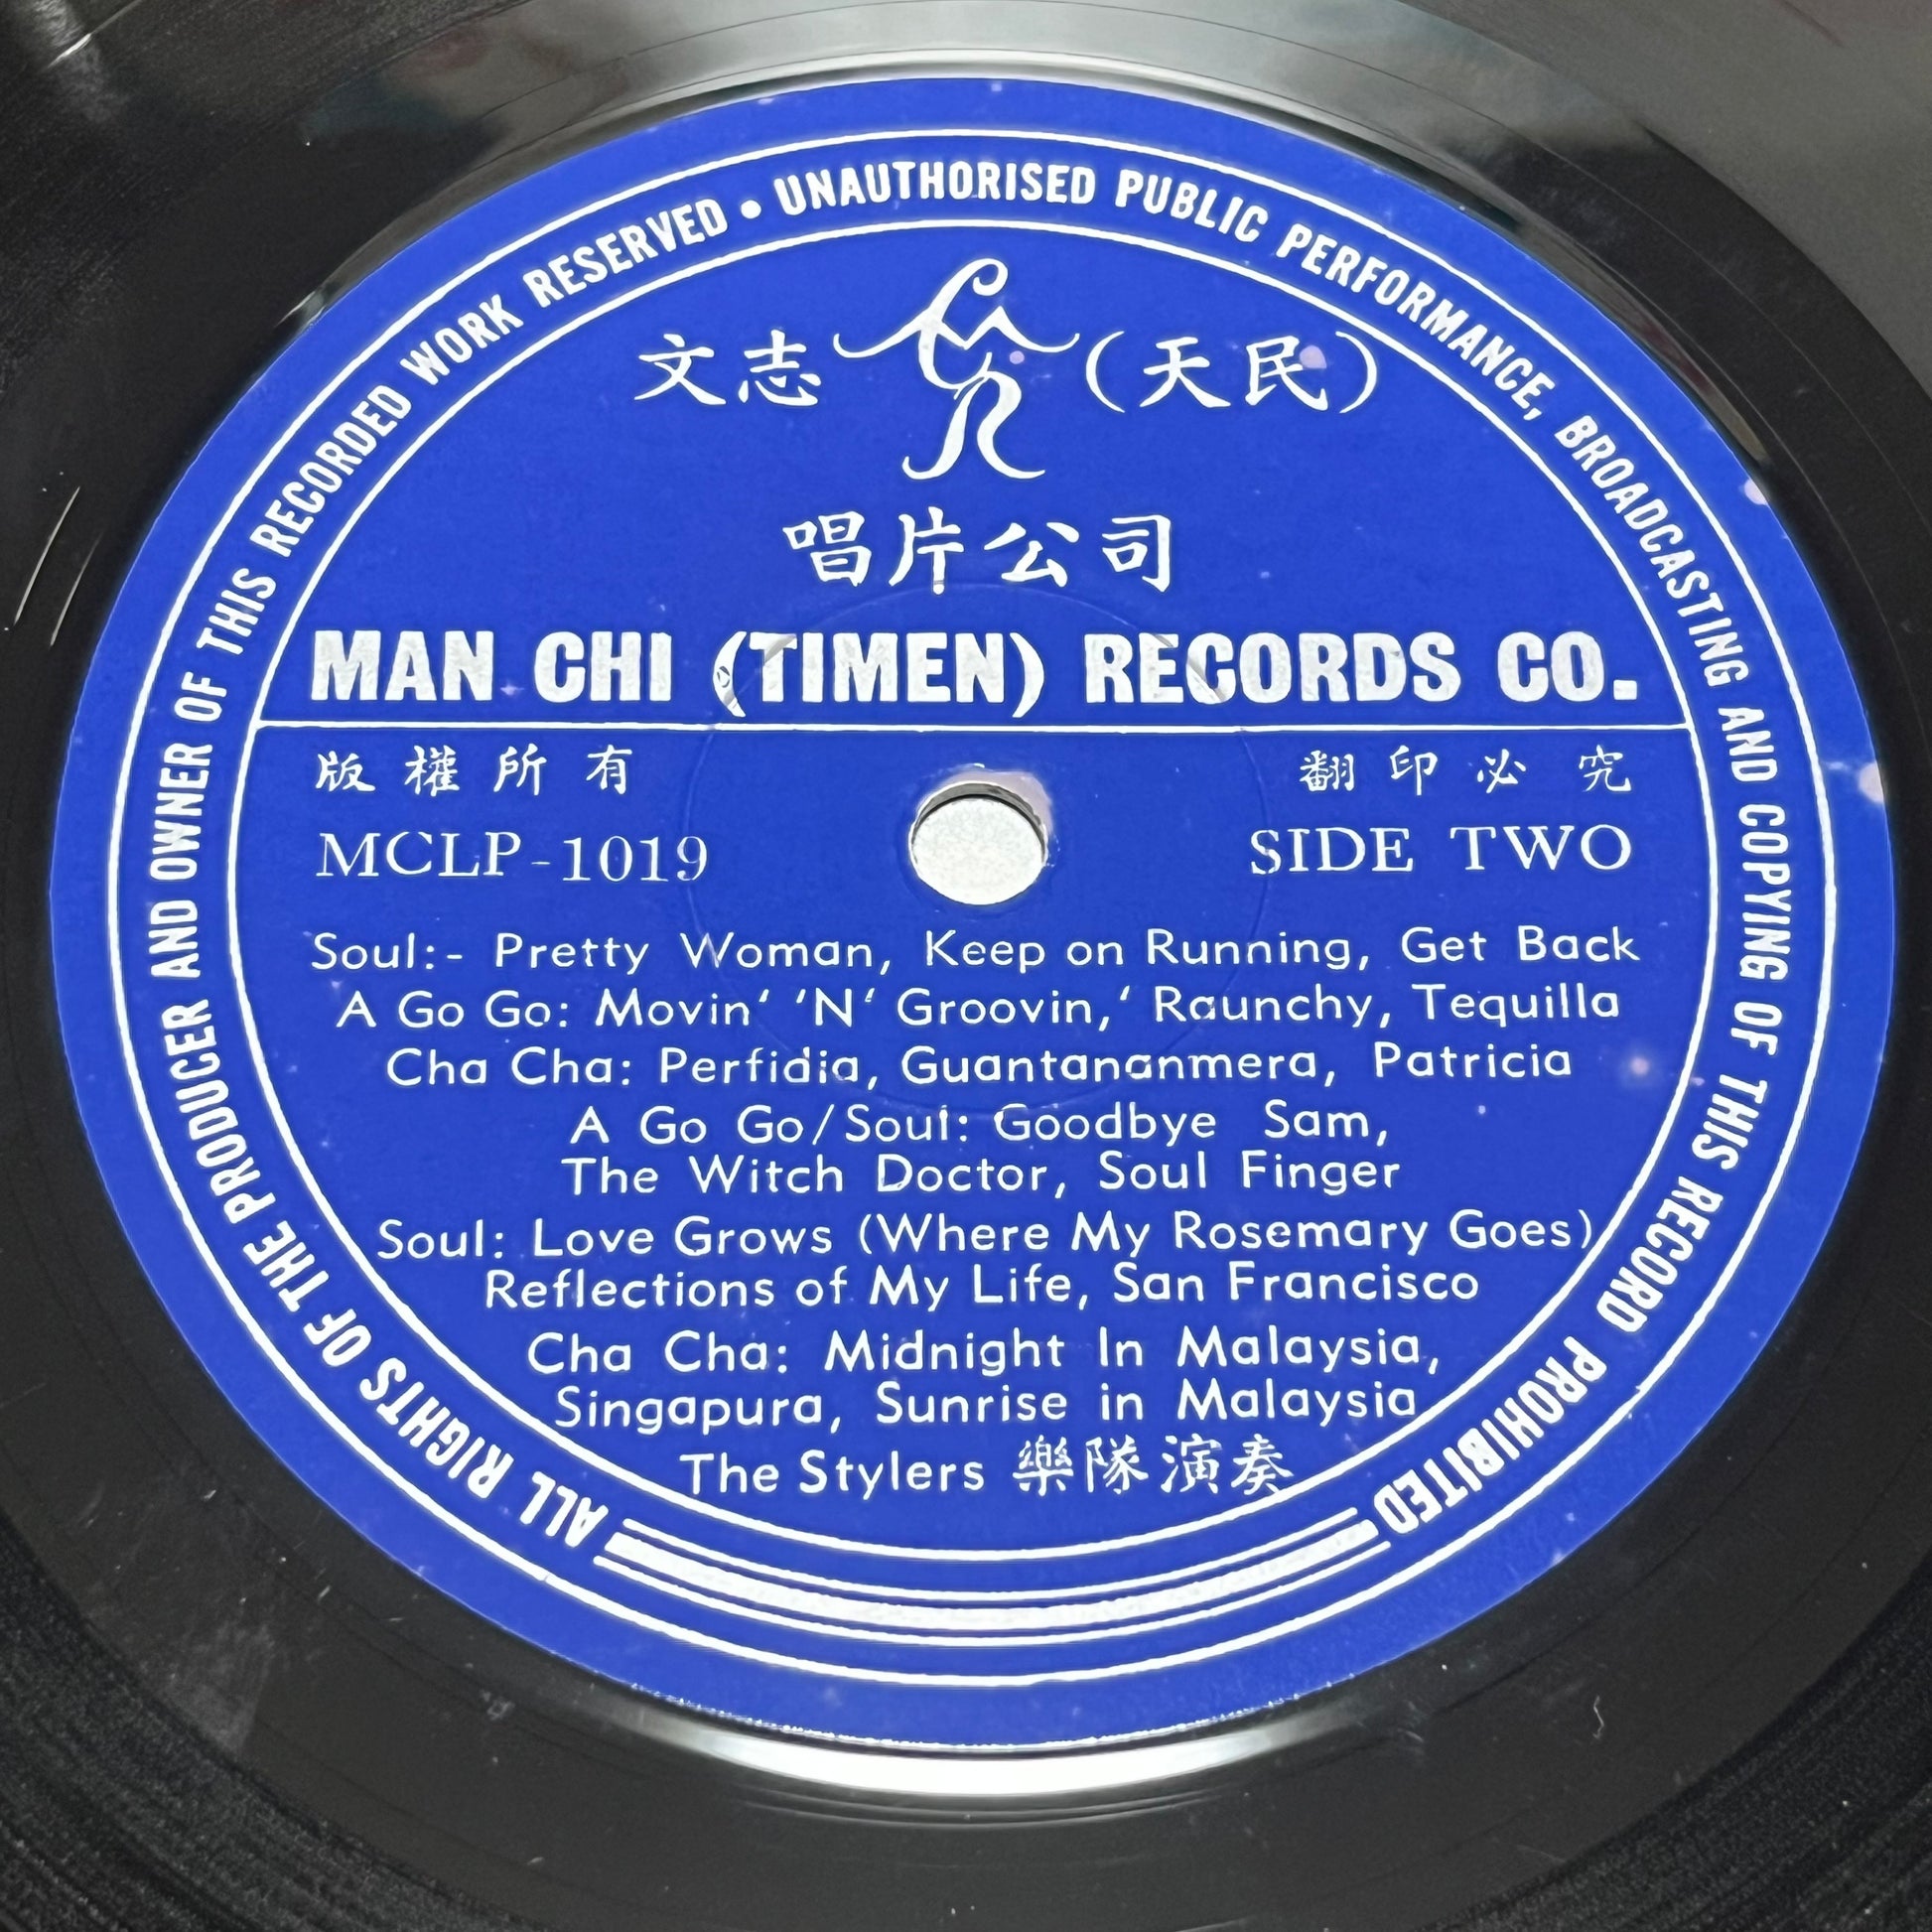 ALL RIGHTS OF THE PRODUCER AND OWNER OF THIS RECORDED WORK RESERVED • UNAUTHORISED PUBLIC PERFORMANCE, BROADCASTING AND COPYING OF THIS RECORD PROHIBITED
文志 (天民)
唱片公司
MAN CHI (TIMEN) RECORDS CO.
版權所有 翻印必究
MCLP-1019 SIDE TWO
Soul:- Pretty Woman, Keep on Running, Get Back
A Go Go: Movin‘ ‘N‘ Groovin,‘ Raunchy, Tequilla
Cha Cha: Perfidia, Guantananmera, Patricia
A Go Go/Soul: Goodbye Sam,
The Witch Doctor, Soul Finger
Soul: Love Grows (Where My Rosemary Goes)
Reflections of My Life, San Francisco
Cha Cha: Midnight In Malaysia,
Singapura, Sunrise in Malaysia
The Stylers 樂隊演奏